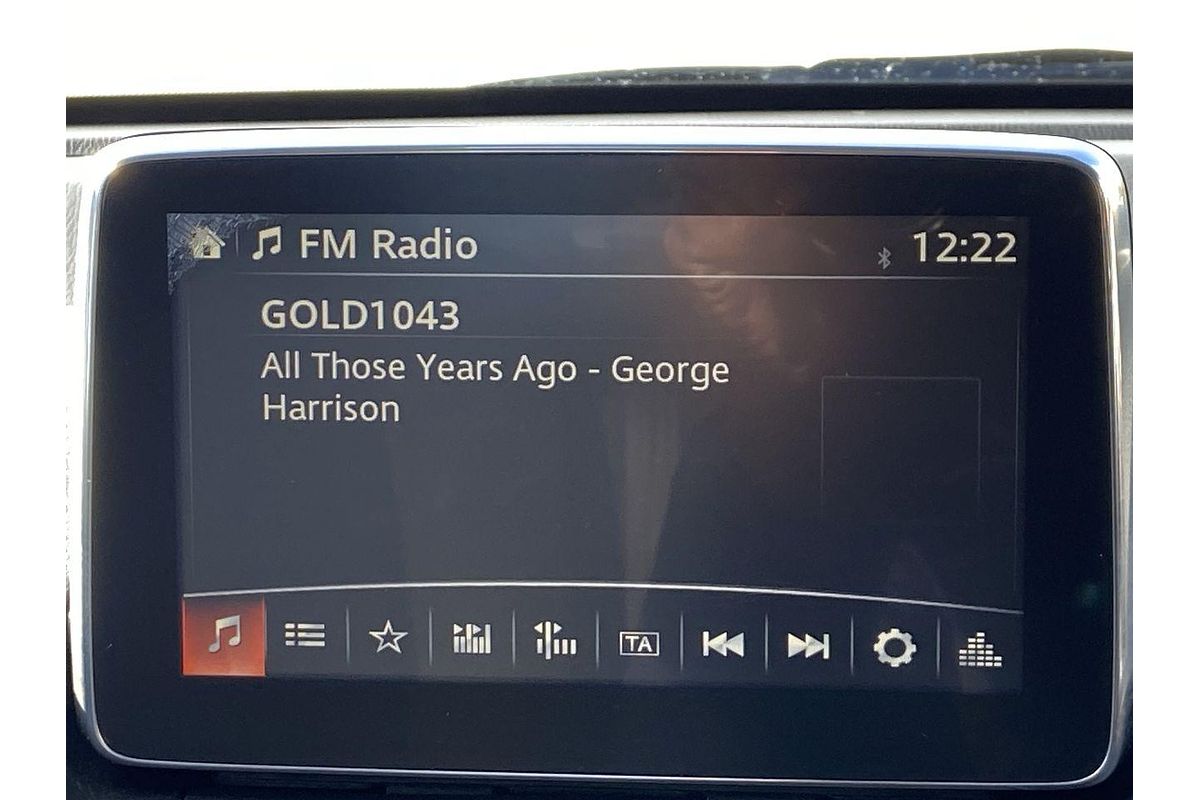 FM Radio 12:22
GOLD1043
All Those Years Ago - George
Harrison
TA